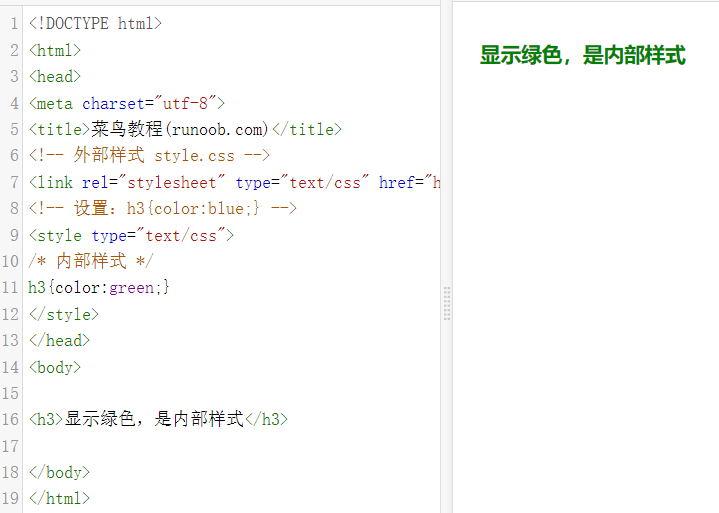 1 <!DOCTYPE html>
2 <html>
3 <head>
4 <meta charset="utf-8">
5 <title>菜鸟教程(runoob.com)</title>
6 <!-- 外部样式 style.css -->
7 <link rel="stylesheet" type="text/css" href="h
8 <!-- 设置：h3{color:blue;} -->
9 <style type="text/css">
10 /* 内部样式 */
11 h3{color:green;}
12 </style>
13 </head>
14 <body>
15
16 <h3>显示绿色，是内部样式</h3>
17
18 </body>
19 </html>
显示绿色，是内部样式